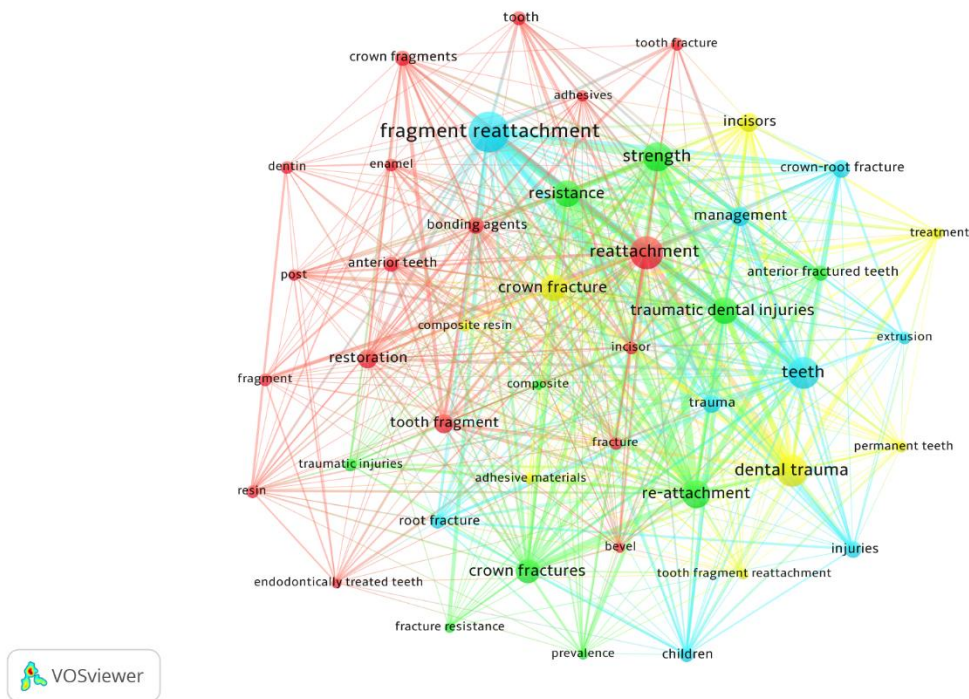 tooth
tooth fracture
crown fragments
adhesives
incisors
fragment reattachment
strength
dentin
enamel
crown-root fracture
resistance
management
bonding agents
treatment
reattachment
anterior teeth
post
anterior fractured teeth
crown fracture
traumatic dental injuries
composite resin
extrusion
incisor
restoration
fragment
teeth
composite
trauma
tooth fragment
fracture
permanent teeth
traumatic injuries
dental trauma
adhesive materials
resin
re-attachment
root fracture
bevel
injuries
crown fractures
tooth fragment reattachment
endodontically treated teeth
fracture resistance
prevalence
children
VOSviewer